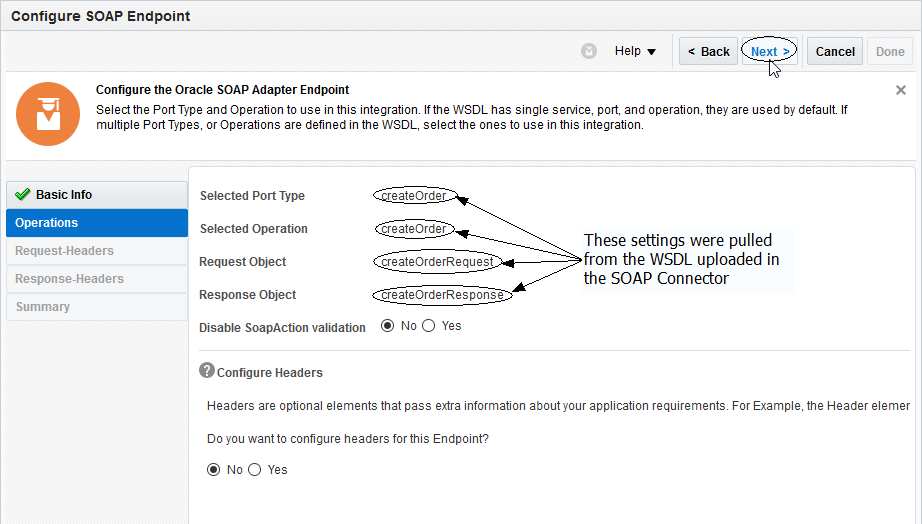 Configure SOAP Endpoint
Help
< Back
Next >
Cancel
Done
Configure the Oracle SOAP Adapter Endpoint
Select the Port Type and Operation to use in this integration. If the WSDL has single service, port, and operation, they are used by default. If
multiple Port Types, or Operations are defined in the WSDL, select the ones to use in this integration.
Basic Info
Operations
Request-Headers
Response-Headers
Summary
Selected Port Type createOrder
Selected Operation createOrder
Request Object createOrderRequest
Response Object createOrderResponse
Disable SoapAction validation No Yes
These settings were pulled
from the WSDL uploaded in
the SOAP Connector
? Configure Headers
Headers are optional elements that pass extra information about your application requirements. For Example, the Header elemer
Do you want to configure headers for this Endpoint?
No Yes